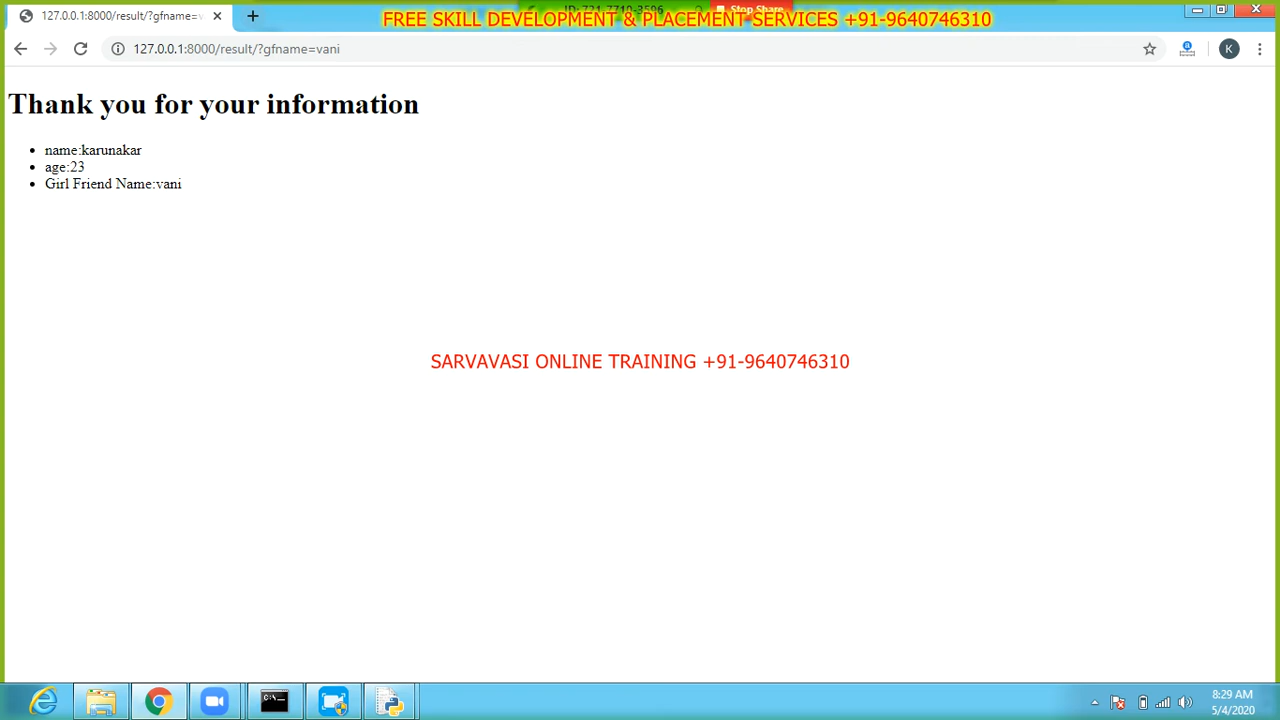 127.0.0.1:8000/result/?gfname=v
FREE SKILL DEVELOPMENT & PLACEMENT SERVICES +91-9640746310
Stop Share
127.0.0.1:8000/result/?gfname=vani
K
Thank you for your information
• name:karunakar
• age:23
• Girl Friend Name:vani
SARVAVASI ONLINE TRAINING +91-9640746310
8:29 AM
5/4/2020